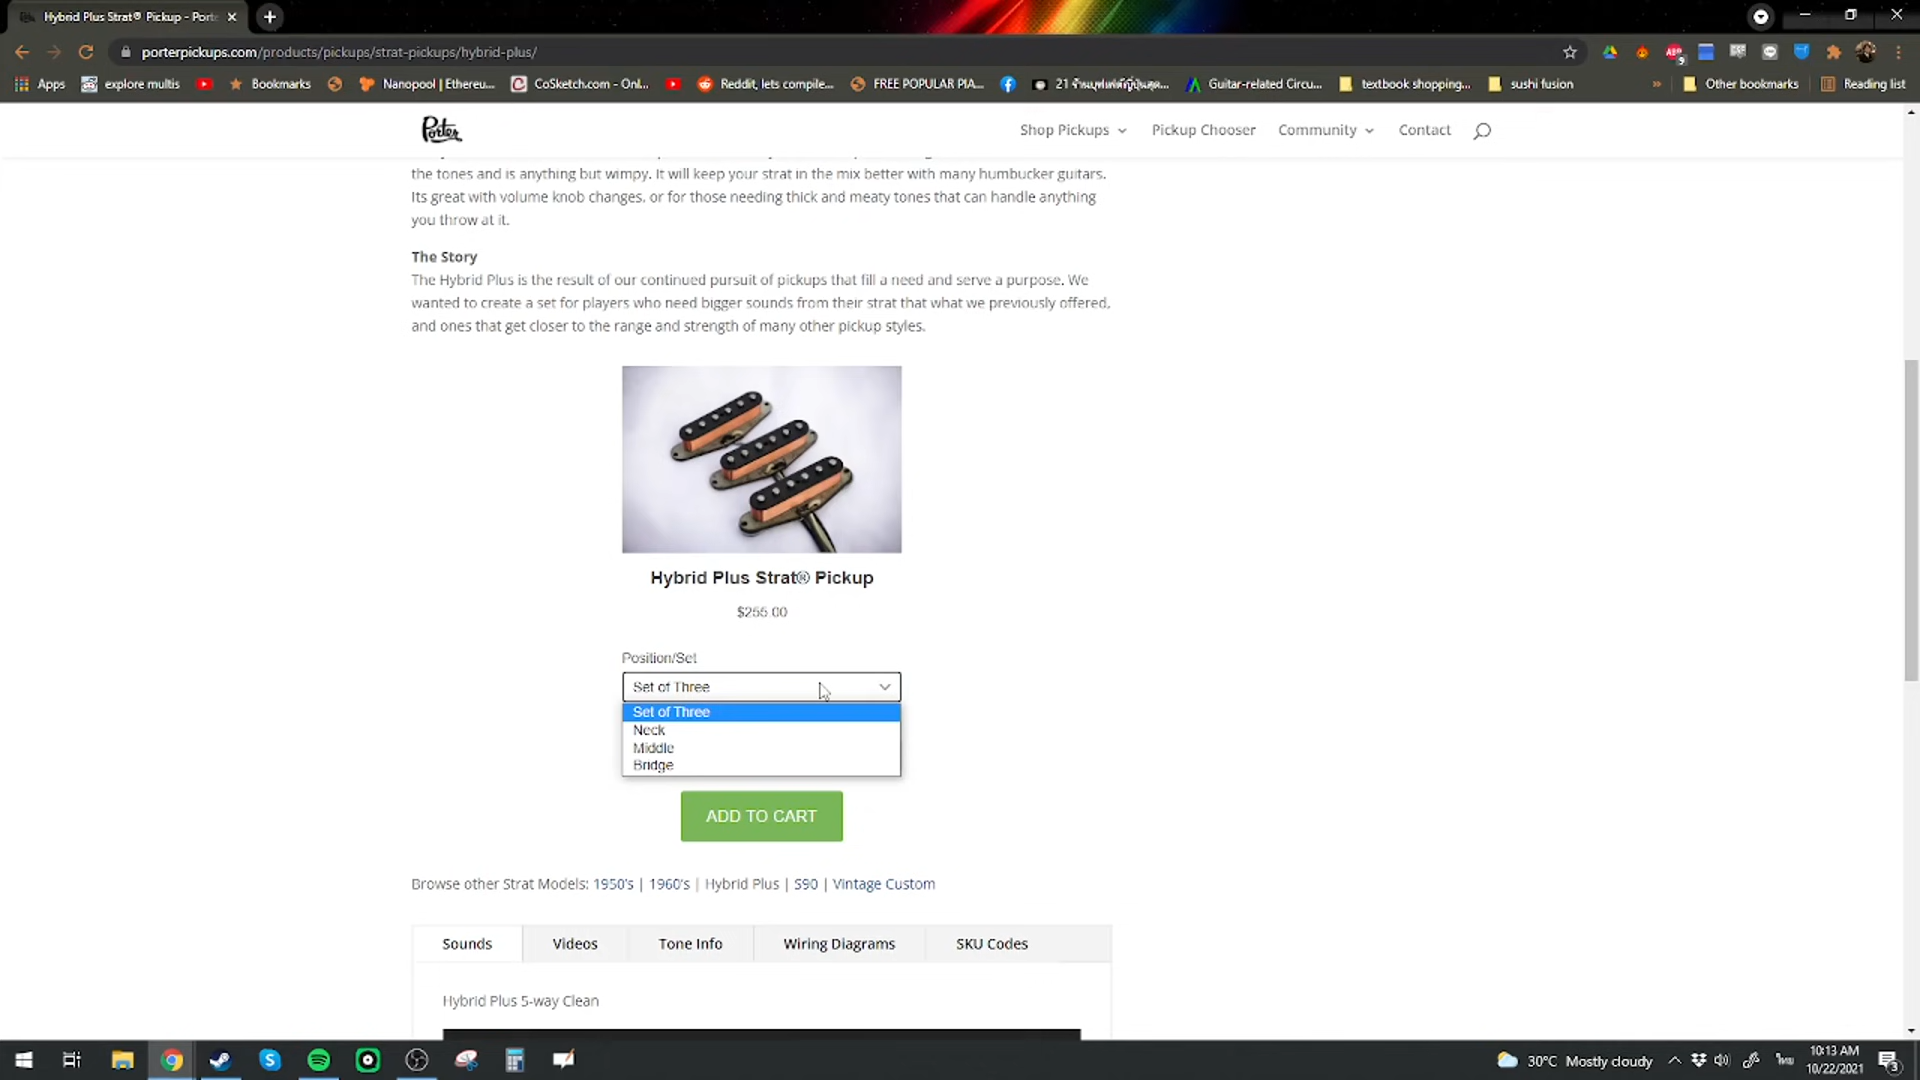 Hybrid Plus Strat® Pickup - Porte
porterpickups.com/products/pickups/strat-pickups/hybrid-plus/
Apps
explore multis
Bookmarks
Nanopool | Ethereu...
CoSketch.com - Onl...
Reddit, lets compile...
FREE POPULAR PIA...
Guitar-related Circu...
textbook shopping...
sushi fusion
»
Other bookmarks
Reading list
Porter
Shop Pickups
Pickup Chooser
Community
Contact
the tones and is anything but wimpy. It will keep your strat in the mix better with many humbucker guitars.
Its great with volume knob changes, or for those needing thick and meaty tones that can handle anything
you throw at it.
The Story
The Hybrid Plus is the result of our continued pursuit of pickups that fill a need and serve a purpose. We
wanted to create a set for players who need bigger sounds from their strat that what we previously offered,
and ones that get closer to the range and strength of many other pickup styles.
Hybrid Plus Strat® Pickup
$255.00
Position/Set
Set of Three
Set of Three
Neck
Middle
Bridge
ADD TO CART
Browse other Strat Models: 1950's | 1960's | Hybrid Plus | S90 | Vintage Custom
Sounds
Videos
Tone Info
Wiring Diagrams
SKU Codes
Hybrid Plus 5-way Clean
30°C Mostly cloudy
ไทย
10:13 AM
10/22/2021
3